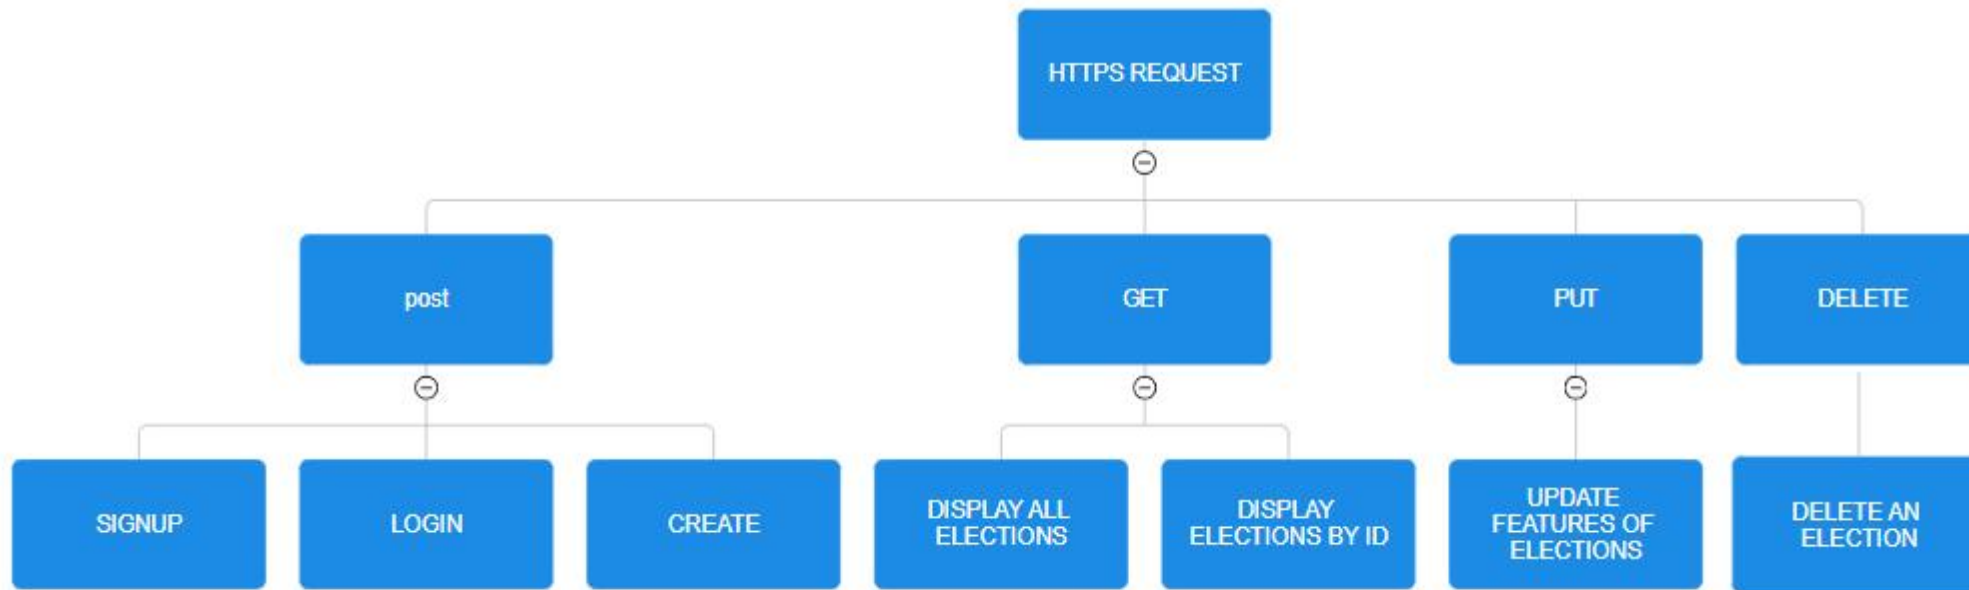 HTTPS REQUEST
post
GET
PUT
DELETE
SIGNUP
LOGIN
CREATE
DISPLAY ALL
ELECTIONS
DISPLAY
ELECTIONS BY ID
UPDATE
FEATURES OF
ELECTIONS
DELETE AN
ELECTION